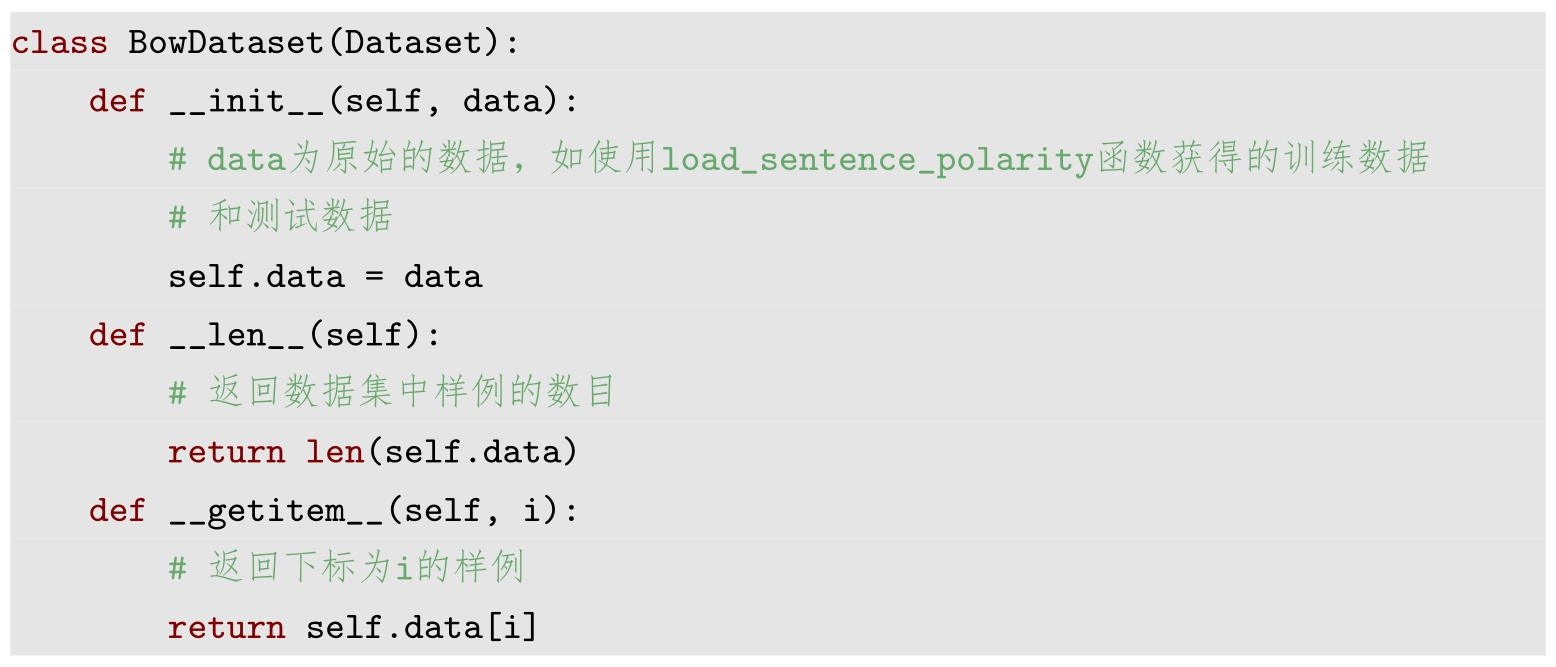 class BowDataset(Dataset):
    def __init__(self, data):
        # data为原始的数据，如使用load_sentence_polarity函数获得的训练数据
        # 和测试数据
        self.data = data
    def __len__(self):
        # 返回数据集中样例的数目
        return len(self.data)
    def __getitem__(self, i):
        # 返回下标为i的样例
        return self.data[i]